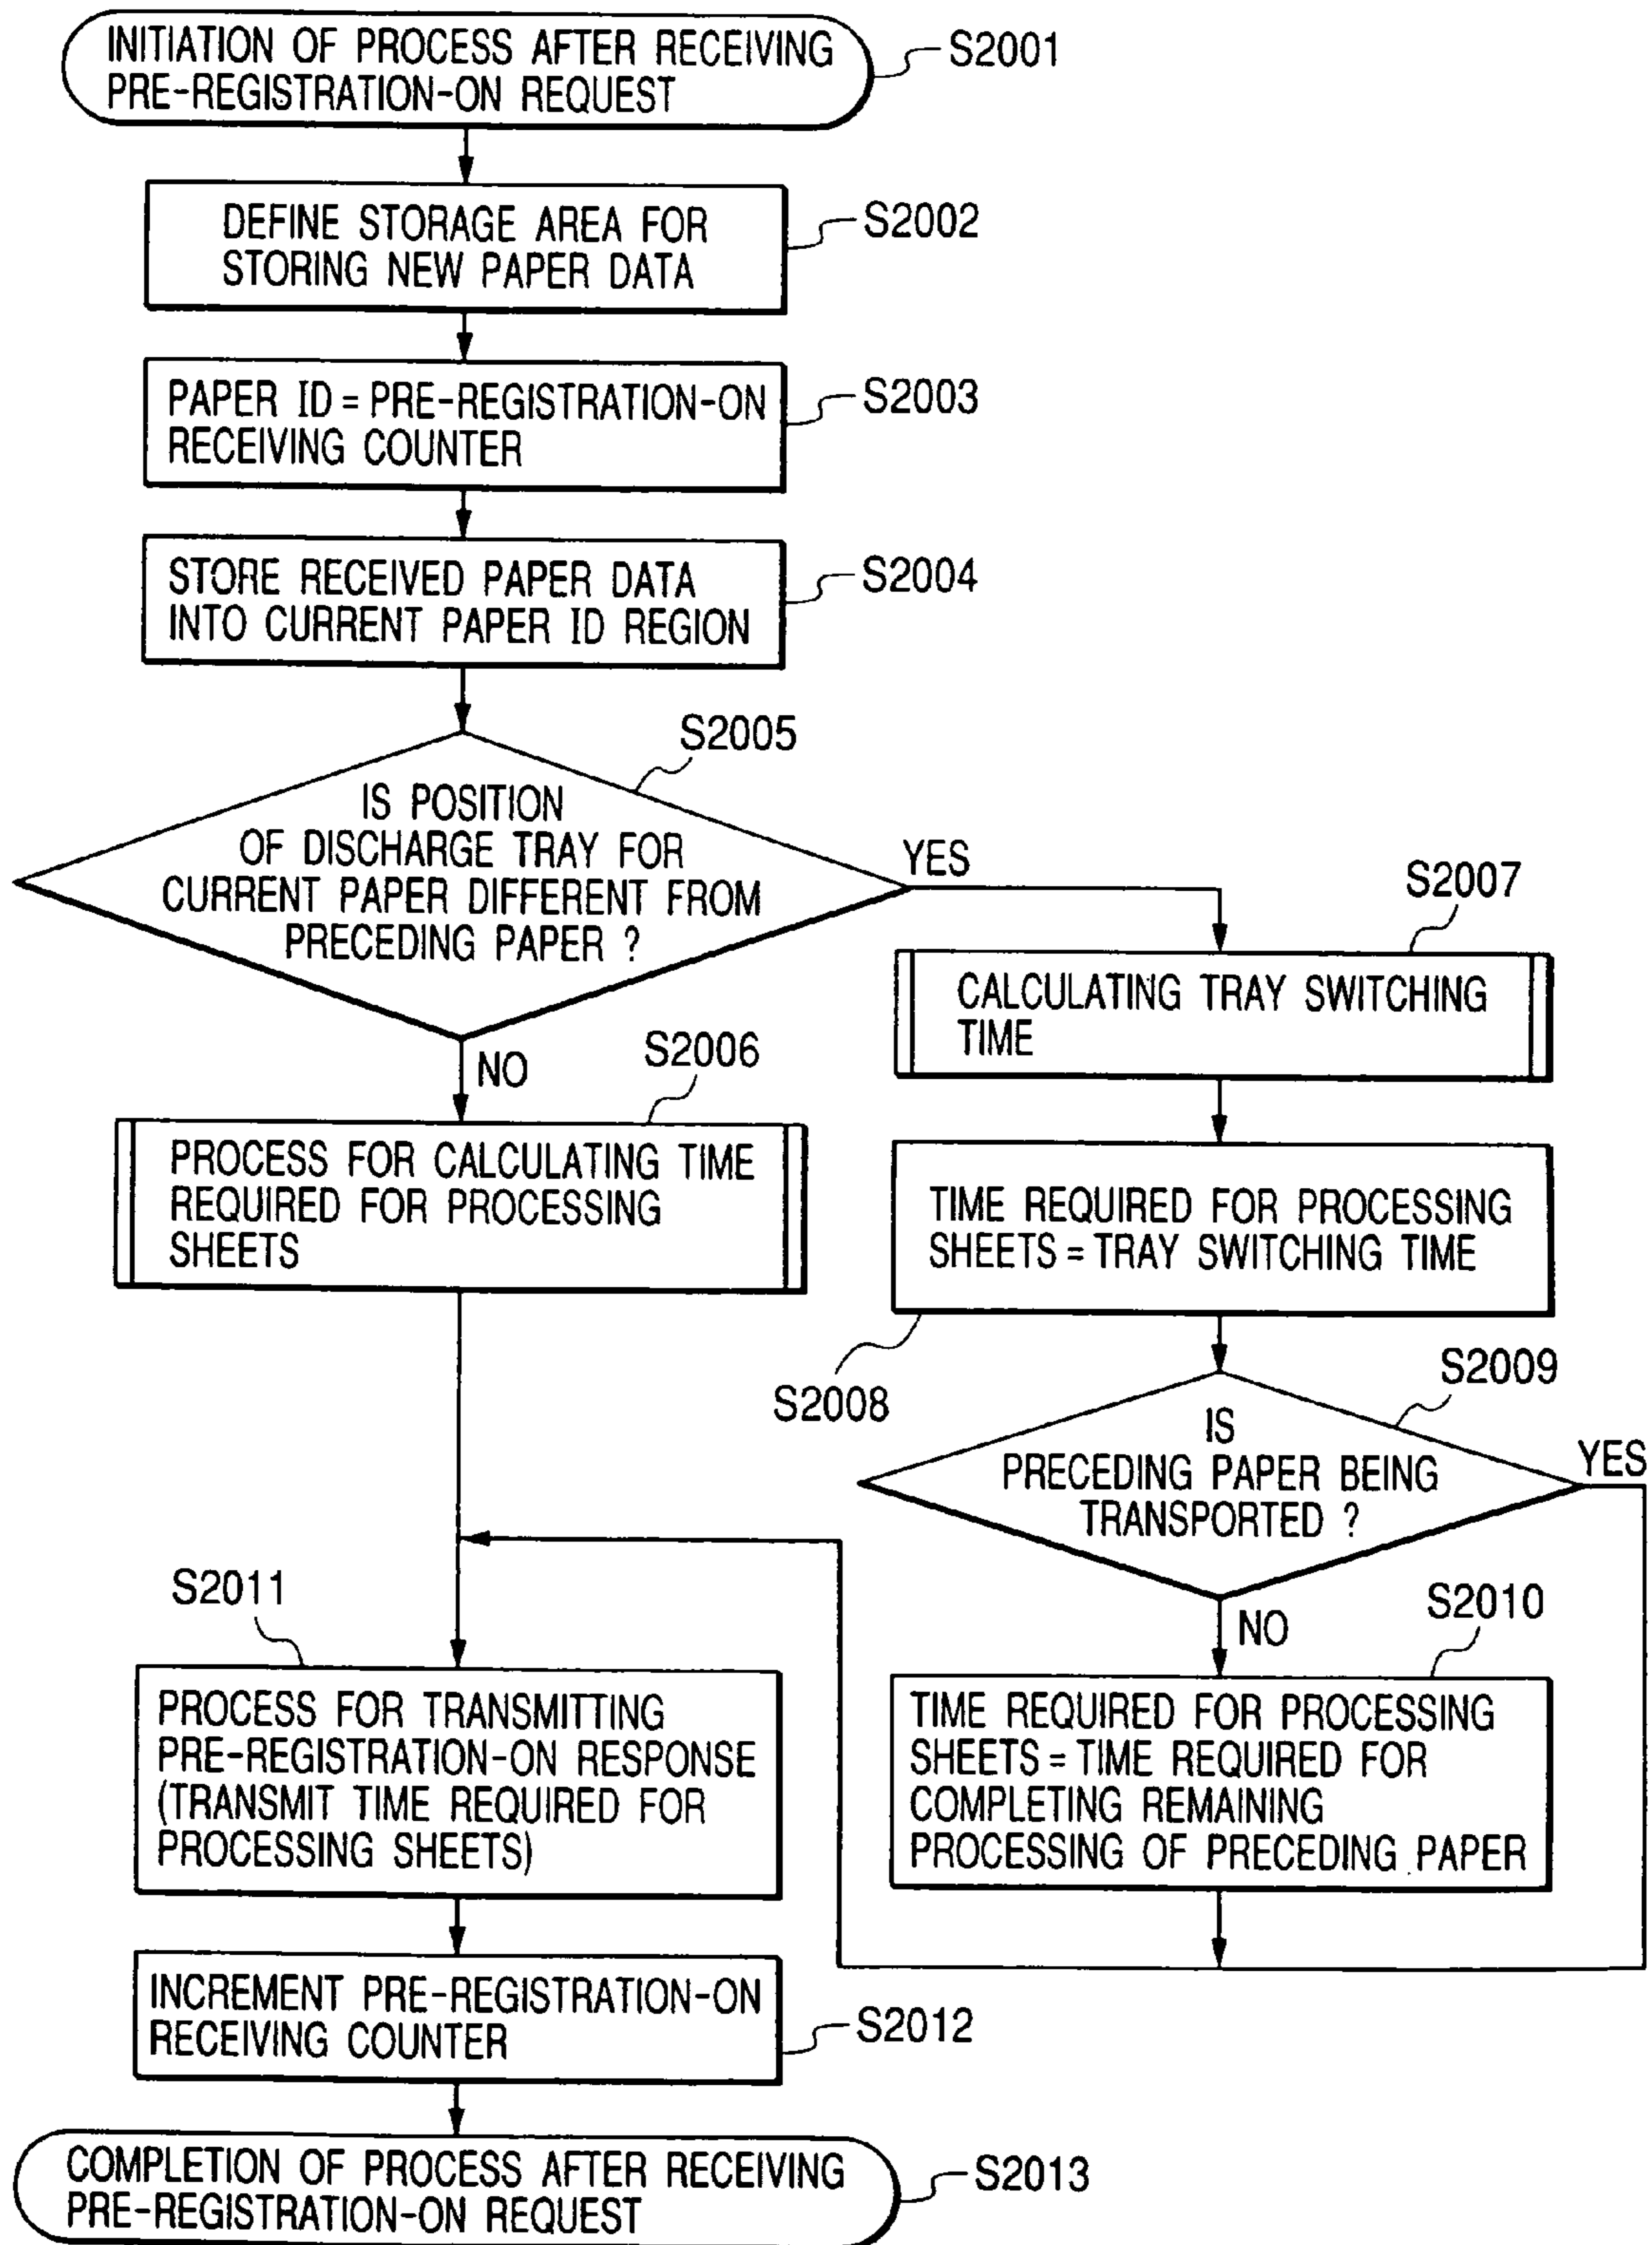 INITIATION OF PROCESS AFTER RECEIVING
PRE-REGISTRATION-ON REQUEST
S2001
DEFINE STORAGE AREA FOR
STORING NEW PAPER DATA
S2002
PAPER ID = PRE-REGISTRATION-ON
RECEIVING COUNTER
S2003
STORE RECEIVED PAPER DATA
INTO CURRENT PAPER ID REGION
S2004
S2005
IS POSITION
OF DISCHARGE TRAY FOR
CURRENT PAPER DIFFERENT FROM
PRECEDING PAPER ?
YES
NO
S2006
PROCESS FOR CALCULATING TIME
REQUIRED FOR PROCESSING
SHEETS
S2007
CALCULATING TRAY SWITCHING
TIME
TIME REQUIRED FOR PROCESSING
SHEETS = TRAY SWITCHING TIME
S2008
S2009
IS
PRECEDING PAPER BEING
TRANSPORTED ?
YES
NO
S2010
TIME REQUIRED FOR PROCESSING
SHEETS = TIME REQUIRED FOR
COMPLETING REMAINING
PROCESSING OF PRECEDING PAPER
S2011
PROCESS FOR TRANSMITTING
PRE-REGISTRATION-ON RESPONSE
(TRANSMIT TIME REQUIRED FOR
PROCESSING SHEETS)
INCREMENT PRE-REGISTRATION-ON
RECEIVING COUNTER
S2012
COMPLETION OF PROCESS AFTER RECEIVING
PRE-REGISTRATION-ON REQUEST
S2013